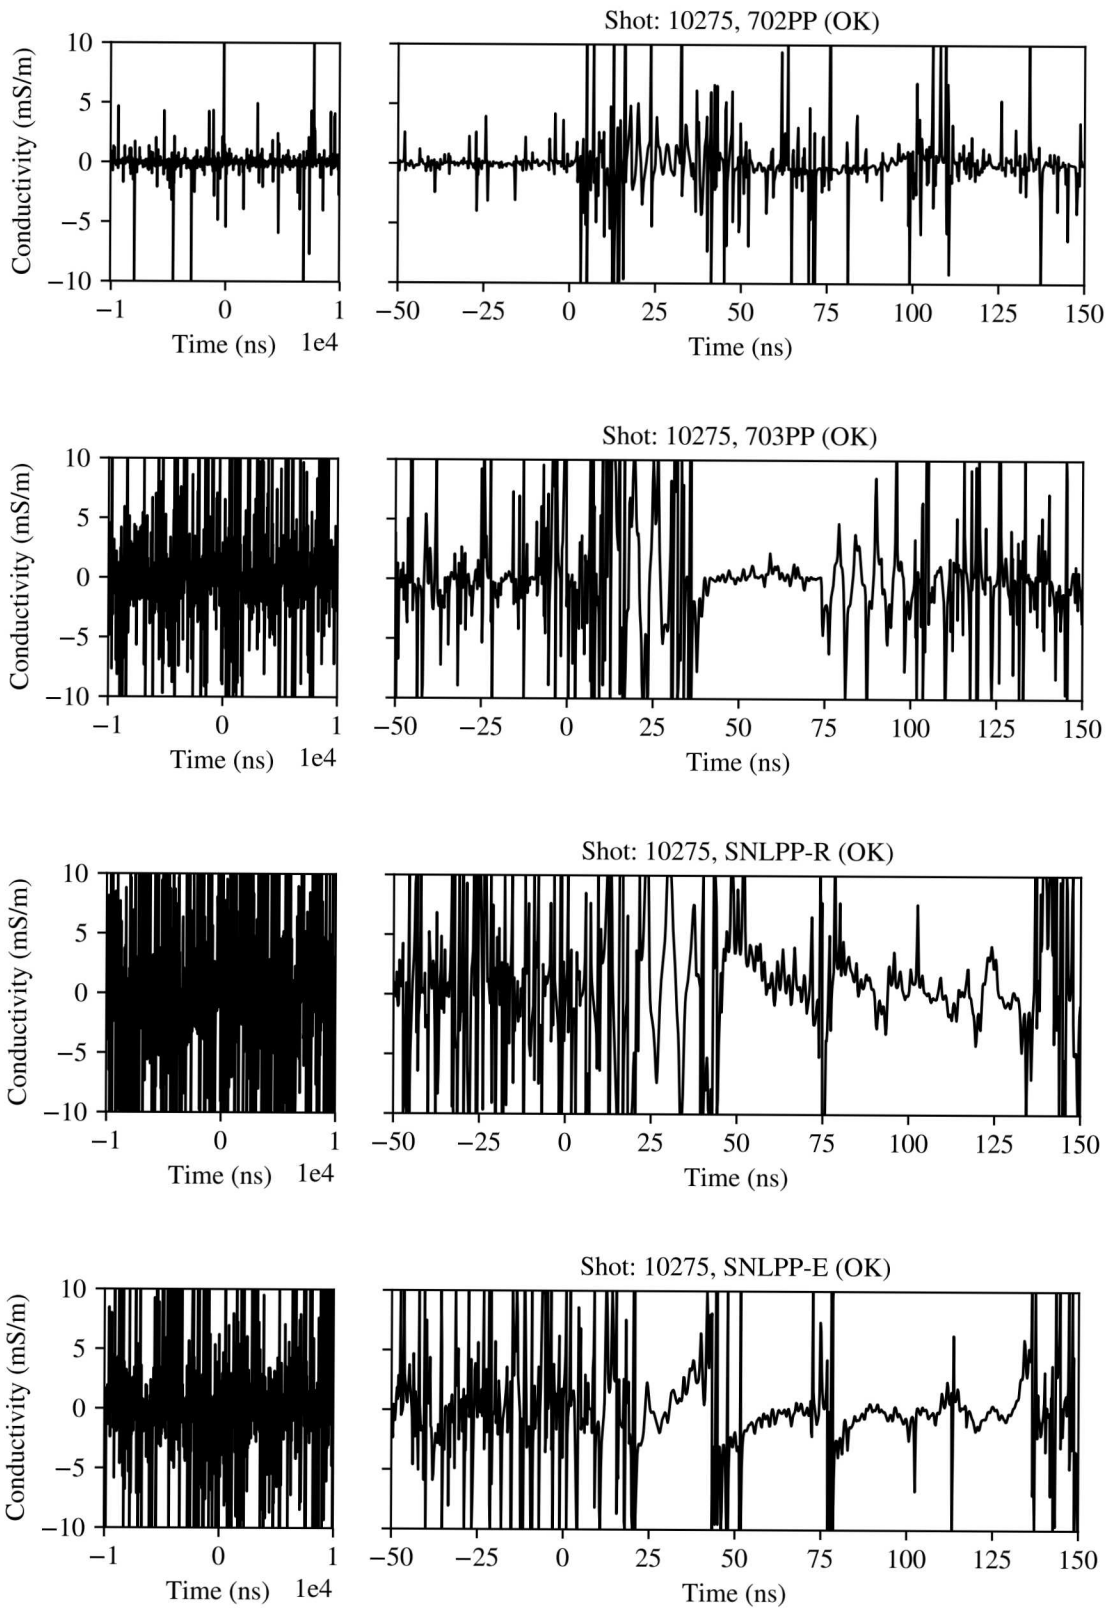 Shot: 10275, 702PP (OK)
Conductivity (mS/m)
10
5
0
−5
−10
−1 0 1
Time (ns) 1e4
−50 −25 0 25 50 75 100 125 150
Time (ns)
Shot: 10275, 703PP (OK)
Conductivity (mS/m)
10
5
0
−5
−10
−1 0 1
Time (ns) 1e4
−50 −25 0 25 50 75 100 125 150
Time (ns)
Shot: 10275, SNLPP-R (OK)
Conductivity (mS/m)
10
5
0
−5
−10
−1 0 1
Time (ns) 1e4
−50 −25 0 25 50 75 100 125 150
Time (ns)
Shot: 10275, SNLPP-E (OK)
Conductivity (mS/m)
10
5
0
−5
−10
−1 0 1
Time (ns) 1e4
−50 −25 0 25 50 75 100 125 150
Time (ns)